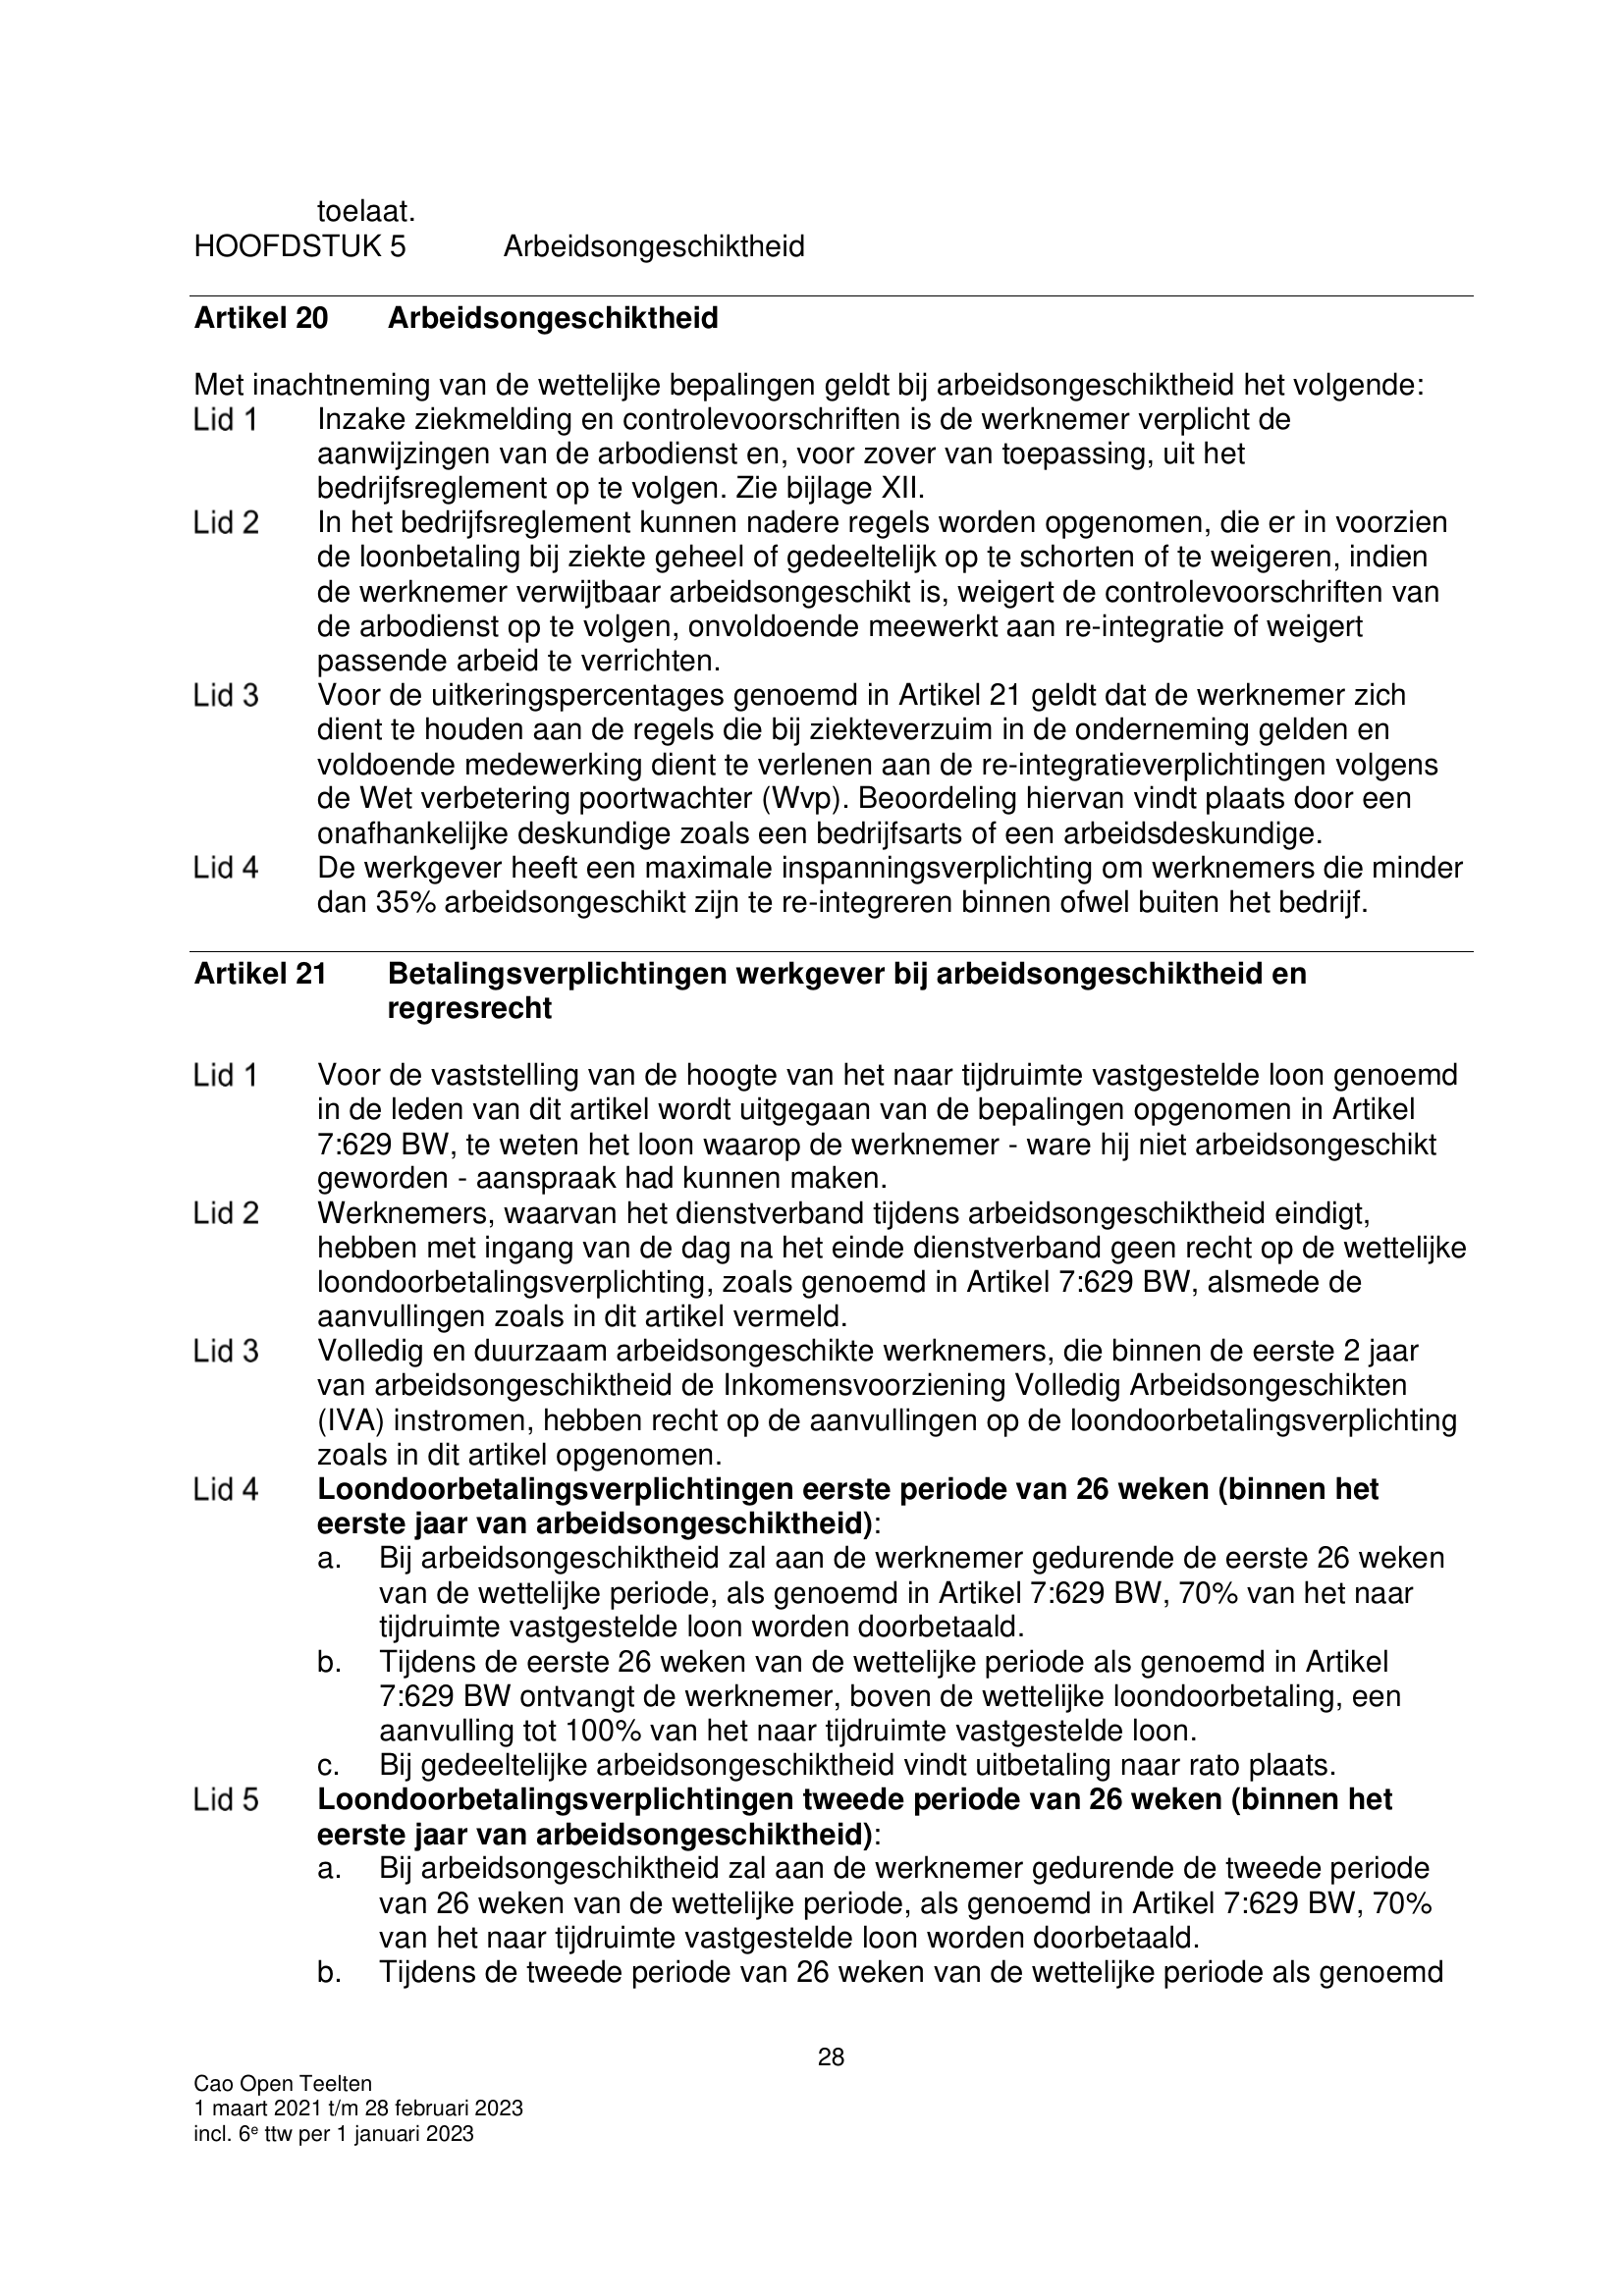 toelaat.
HOOFDSTUK 5 Arbeidsongeschiktheid
Artikel 20 Arbeidsongeschiktheid
Met inachtneming van de wettelijke bepalingen geldt bij arbeidsongeschiktheid het volgende:
Lid 1 Inzake ziekmelding en controlevoorschriften is de werknemer verplicht de
aanwijzingen van de arbodienst en, voor zover van toepassing, uit het
bedrijfsreglement op te volgen. Zie bijlage XII.
Lid 2 In het bedrijfsreglement kunnen nadere regels worden opgenomen, die er in voorzien
de loonbetaling bij ziekte geheel of gedeeltelijk op te schorten of te weigeren, indien
de werknemer verwijtbaar arbeidsongeschikt is, weigert de controlevoorschriften van
de arbodienst op te volgen, onvoldoende meewerkt aan re-integratie of weigert
passende arbeid te verrichten.
Lid 3 Voor de uitkeringspercentages genoemd in Artikel 21 geldt dat de werknemer zich
dient te houden aan de regels die bij ziekteverzuim in de onderneming gelden en
voldoende medewerking dient te verlenen aan de re-integratieverplichtingen volgens
de Wet verbetering poortwachter (Wvp). Beoordeling hiervan vindt plaats door een
onafhankelijke deskundige zoals een bedrijfsarts of een arbeidsdeskundige.
Lid 4 De werkgever heeft een maximale inspanningsverplichting om werknemers die minder
dan 35% arbeidsongeschikt zijn te re-integreren binnen ofwel buiten het bedrijf.
Artikel 21 Betalingsverplichtingen werkgever bij arbeidsongeschiktheid en
regresrecht
Lid 1 Voor de vaststelling van de hoogte van het naar tijdruimte vastgestelde loon genoemd
in de leden van dit artikel wordt uitgegaan van de bepalingen opgenomen in Artikel
7:629 BW, te weten het loon waarop de werknemer - ware hij niet arbeidsongeschikt
geworden - aanspraak had kunnen maken.
Lid 2 Werknemers, waarvan het dienstverband tijdens arbeidsongeschiktheid eindigt,
hebben met ingang van de dag na het einde dienstverband geen recht op de wettelijke
loondoorbetalingsverplichting, zoals genoemd in Artikel 7:629 BW, alsmede de
aanvullingen zoals in dit artikel vermeld.
Lid 3 Volledig en duurzaam arbeidsongeschikte werknemers, die binnen de eerste 2 jaar
van arbeidsongeschiktheid de Inkomensvoorziening Volledig Arbeidsongeschikten
(IVA) instromen, hebben recht op de aanvullingen op de loondoorbetalingsverplichting
zoals in dit artikel opgenomen.
Lid 4 Loondoorbetalingsverplichtingen eerste periode van 26 weken (binnen het
eerste jaar van arbeidsongeschiktheid):
a. Bij arbeidsongeschiktheid zal aan de werknemer gedurende de eerste 26 weken
van de wettelijke periode, als genoemd in Artikel 7:629 BW, 70% van het naar
tijdruimte vastgestelde loon worden doorbetaald.
b. Tijdens de eerste 26 weken van de wettelijke periode als genoemd in Artikel
7:629 BW ontvangt de werknemer, boven de wettelijke loondoorbetaling, een
aanvulling tot 100% van het naar tijdruimte vastgestelde loon.
c. Bij gedeeltelijke arbeidsongeschiktheid vindt uitbetaling naar rato plaats.
Lid 5 Loondoorbetalingsverplichtingen tweede periode van 26 weken (binnen het
eerste jaar van arbeidsongeschiktheid):
a. Bij arbeidsongeschiktheid zal aan de werknemer gedurende de tweede periode
van 26 weken van de wettelijke periode, als genoemd in Artikel 7:629 BW, 70%
van het naar tijdruimte vastgestelde loon worden doorbetaald.
b. Tijdens de tweede periode van 26 weken van de wettelijke periode als genoemd
28
Cao Open Teelten
1 maart 2021 t/m 28 februari 2023
incl. 6e ttw per 1 januari 2023